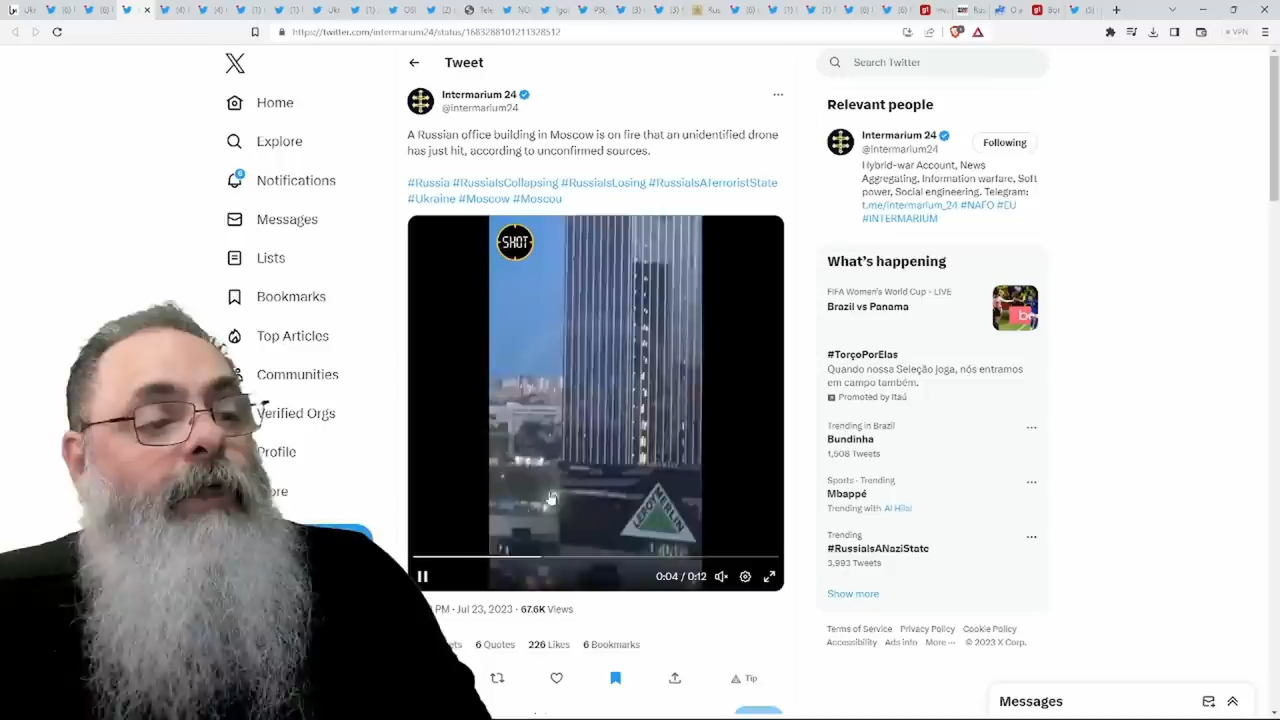 https://twitter.com/intermarium24/status/1683288101211328512
VPN
Home
Explore
6
Notifications
Messages
Lists
Bookmarks
Top Articles
Communities
Verified Orgs
Profile
ore
Tweet
Intermarium 24
@intermarium24
A Russian office building in Moscow is on fire that an unidentified drone
has just hit, according to unconfirmed sources.
#Russia #RussiaIsCollapsing #RussiaIsLosing #RussiaIsATerroristState
#Ukraine #Moscow #Moscou
SHOT
LEROY MERLIN
0:04 / 0:12
PM · Jul 23, 2023 · 67.6K Views
ets 6 Quotes 226 Likes 6 Bookmarks
Tip
Search Twitter
Relevant people
Intermarium 24
@Intermarium24
Following
Hybrid-war Account, News
Aggregating, Information warfare, Soft
power, Social engineering. Telegram:
t.me/intermarium_24 #NAFO #EU
#INTERMARIUM
What's happening
FIFA Women's World Cup · LIVE
Brazil vs Panama
#TorçoPorElas
Quando nossa Seleção joga, nós entramos
em campo também.
Promoted by Itaú
Trending in Brazil
Bundinha
1,508 Tweets
Sports · Trending
Mbappé
Trending with Al Hilal
Trending
#RussiaIsANaziState
3,993 Tweets
Show more
Terms of Service Privacy Policy Cookie Policy
Accessibility Ads info More ··· © 2023 X Corp.
Messages